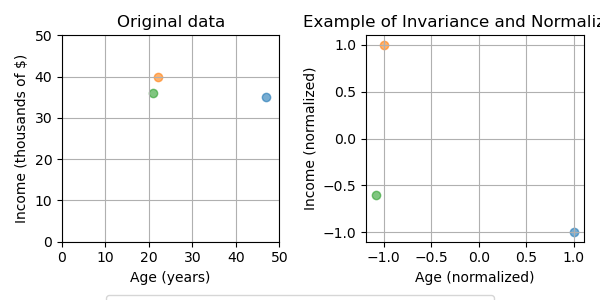 Original data
Income (thousands of $)
50
40
30
20
10
0
0 10 20 30 40 50
Age (years)
Example of Invariance and Normaliz
Income (normalized)
1.0
0.5
0.0
−0.5
−1.0
−1.0 −0.5 0.0 0.5 1.0
Age (normalized)